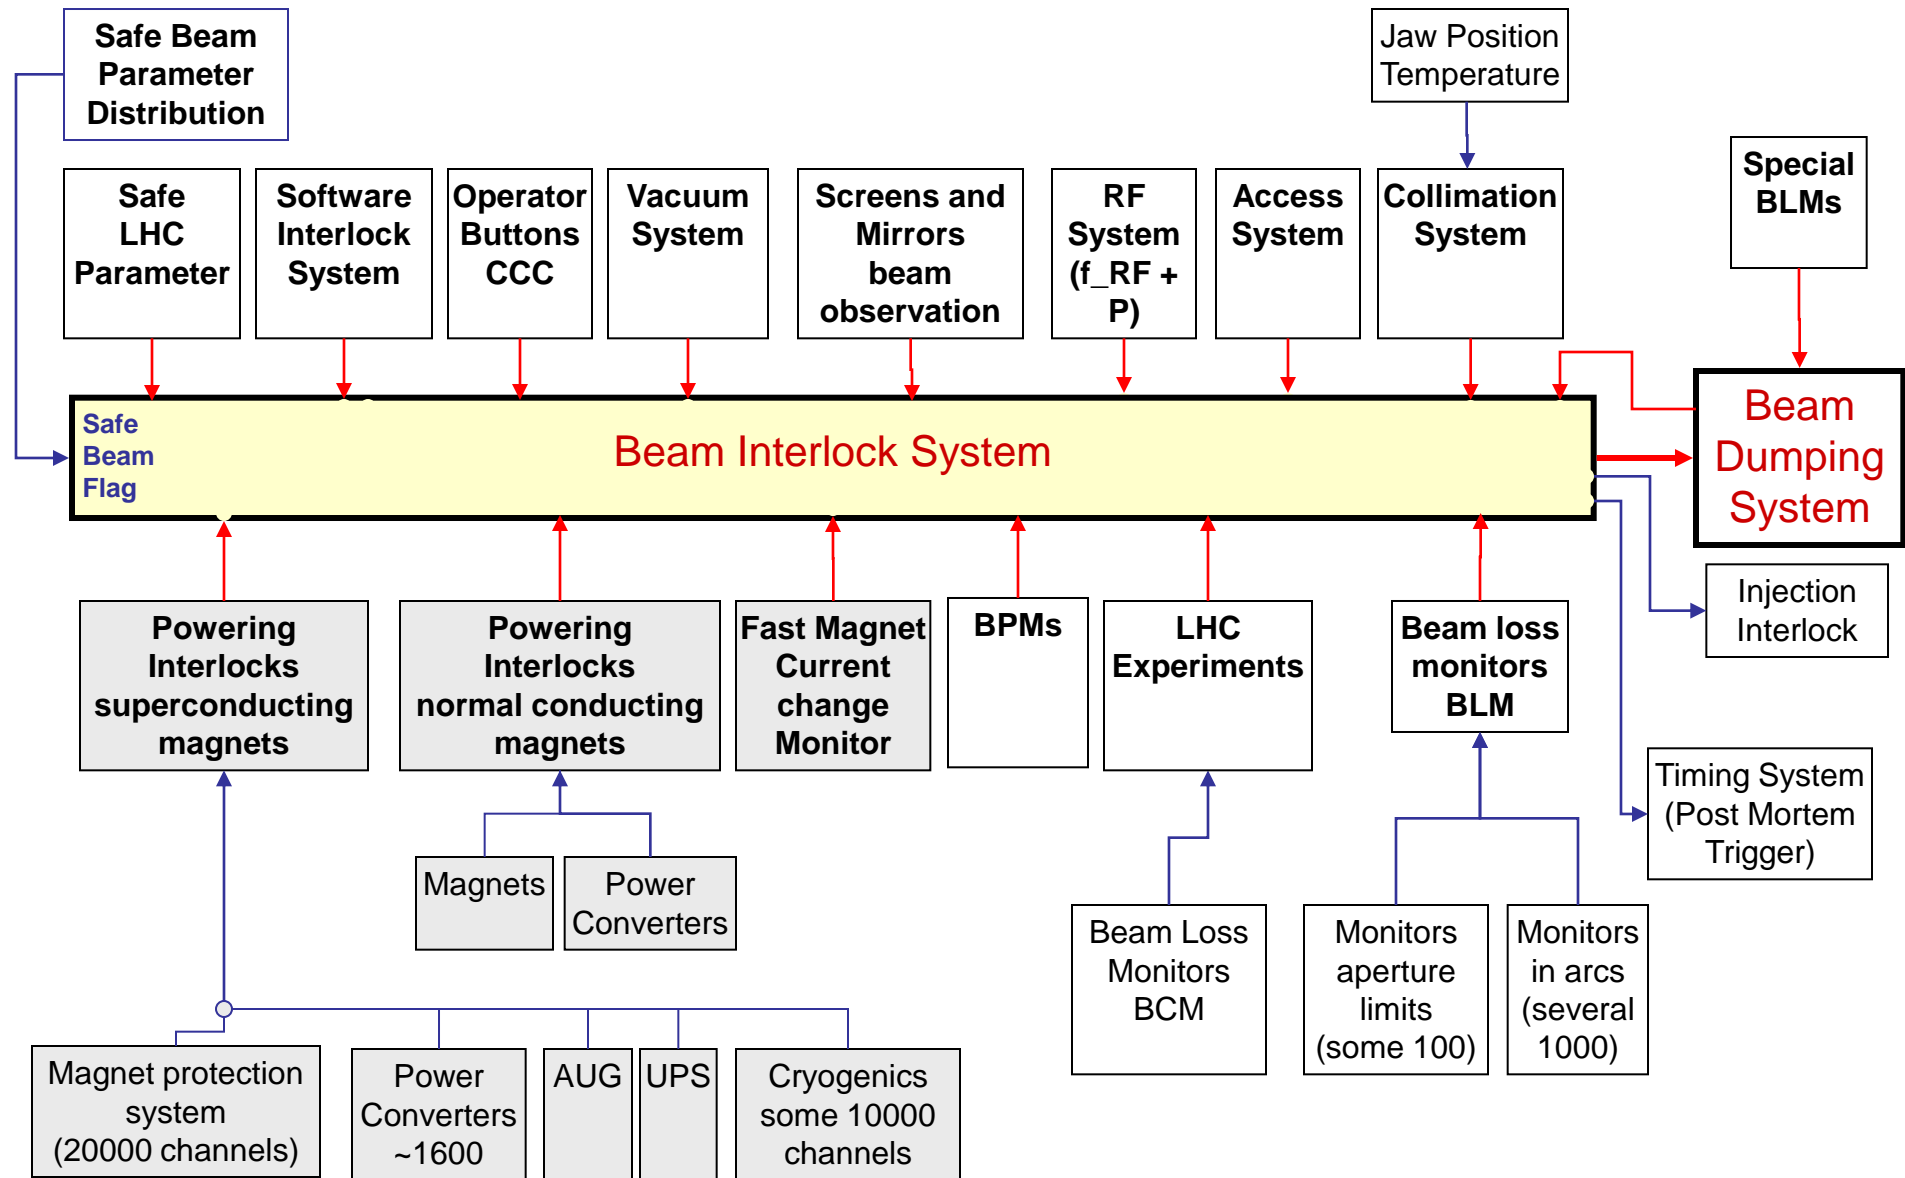 Safe Beam
Parameter
Distribution
Jaw Position
Temperature
Safe
LHC
Parameter
Software
Interlock
System
Operator
Buttons
CCC
Vacuum
System
Screens and
Mirrors
beam
observation
RF
System
(f_RF +
P)
Access
System
Collimation
System
Special
BLMs
Safe
Beam
Flag
Beam Interlock System
Beam
Dumping
System
Injection
Interlock
Powering
Interlocks
superconducting
magnets
Powering
Interlocks
normal conducting
magnets
Fast Magnet
Current
change
Monitor
BPMs
LHC
Experiments
Beam loss
monitors
BLM
Timing System
(Post Mortem
Trigger)
Magnets
Power
Converters
Beam Loss
Monitors
BCM
Monitors
aperture
limits
(some 100)
Monitors
in arcs
(several
1000)
Magnet protection
system
(20000 channels)
Power
Converters
~1600
AUG
UPS
Cryogenics
some 10000
channels